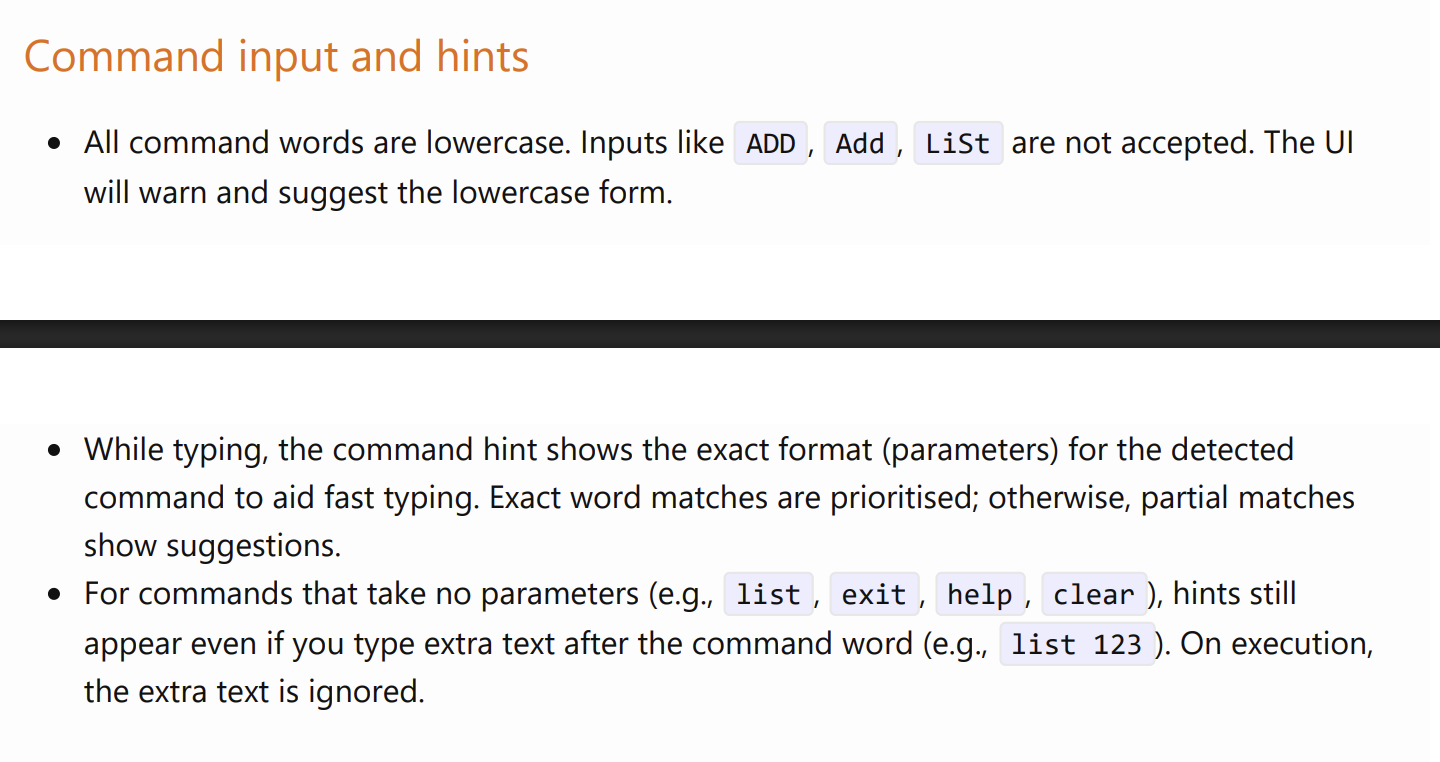 Command input and hints
• All command words are lowercase. Inputs like ADD, Add, LiSt are not accepted. The UI
will warn and suggest the lowercase form.
• While typing, the command hint shows the exact format (parameters) for the detected
command to aid fast typing. Exact word matches are prioritised; otherwise, partial matches
show suggestions.
• For commands that take no parameters (e.g., list, exit, help, clear), hints still
appear even if you type extra text after the command word (e.g., list 123). On execution,
the extra text is ignored.